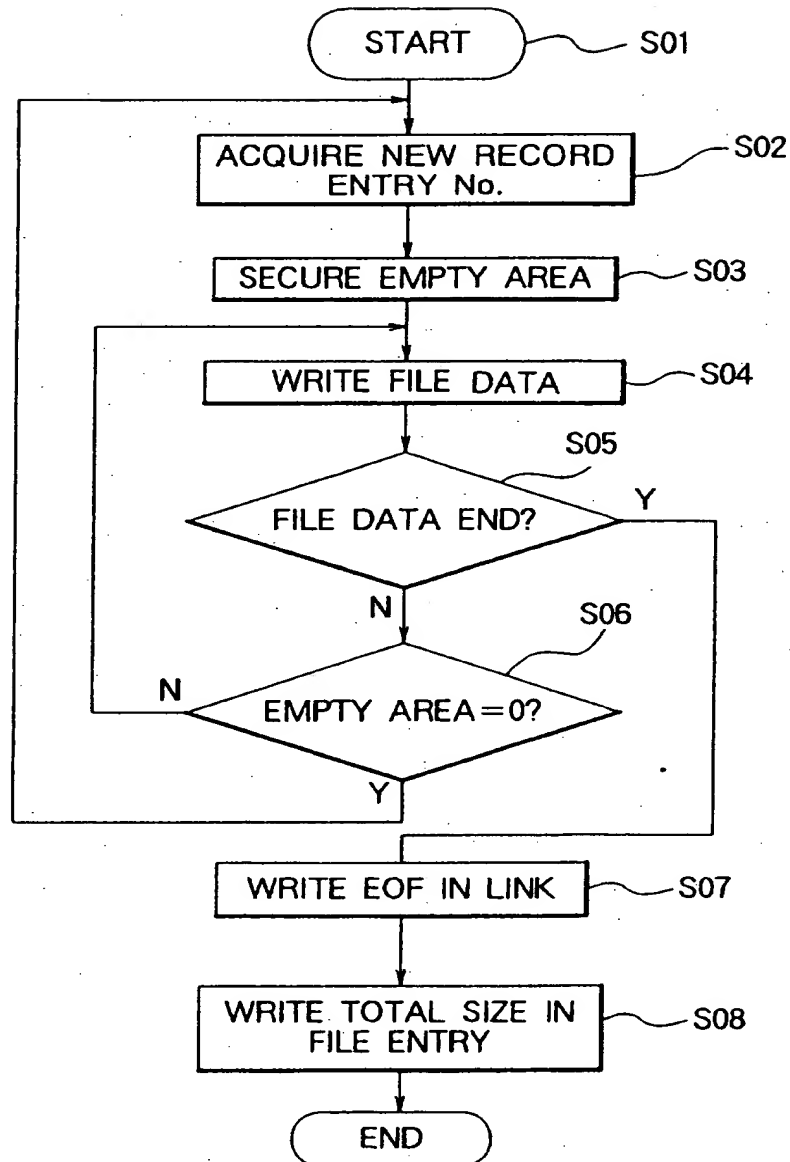 START
S01
ACQUIRE NEW RECORD
ENTRY No.
S02
SECURE EMPTY AREA
S03
WRITE FILE DATA
S04
S05
FILE DATA END?
Y
N
S06
N
EMPTY AREA=0?
Y
WRITE EOF IN LINK
S07
WRITE TOTAL SIZE IN
FILE ENTRY
S08
END